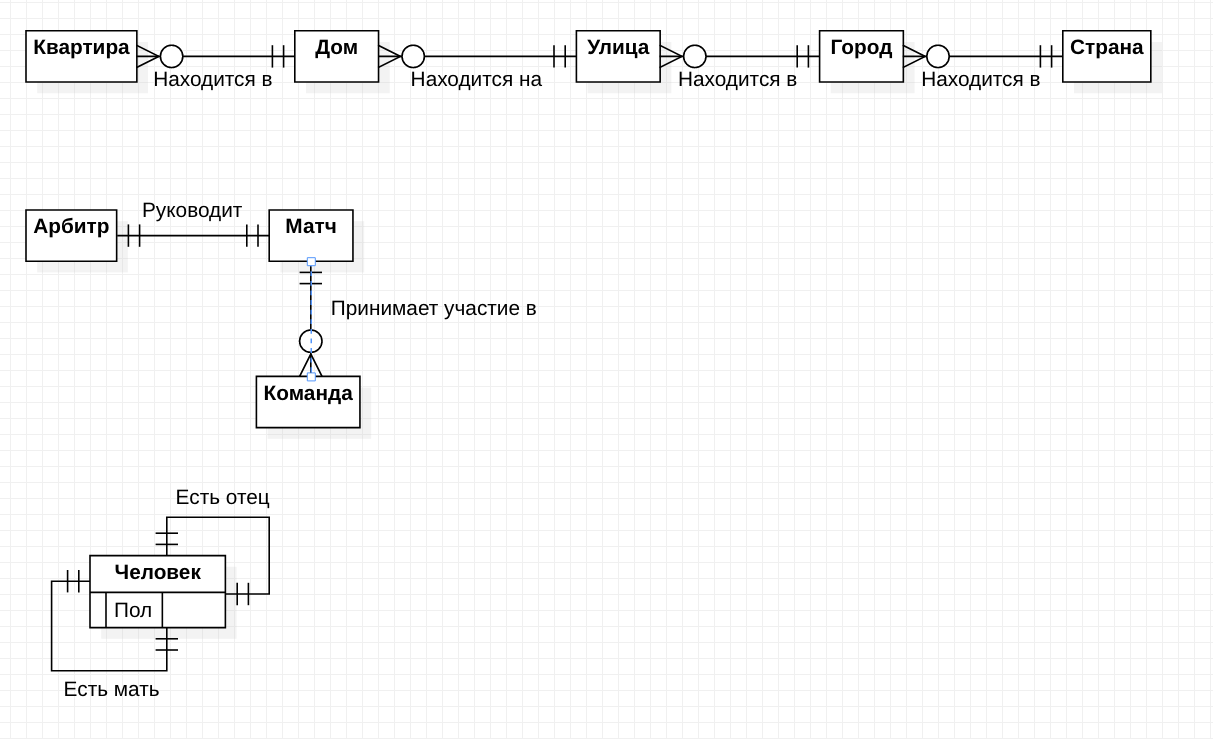 Квартира
Находится в
Дом
Находится на
Улица
Находится в
Город
Находится в
Страна
Арбитр
Руководит
Матч
Принимает участие в
Команда
Есть отец
Человек
Пол
Есть мать